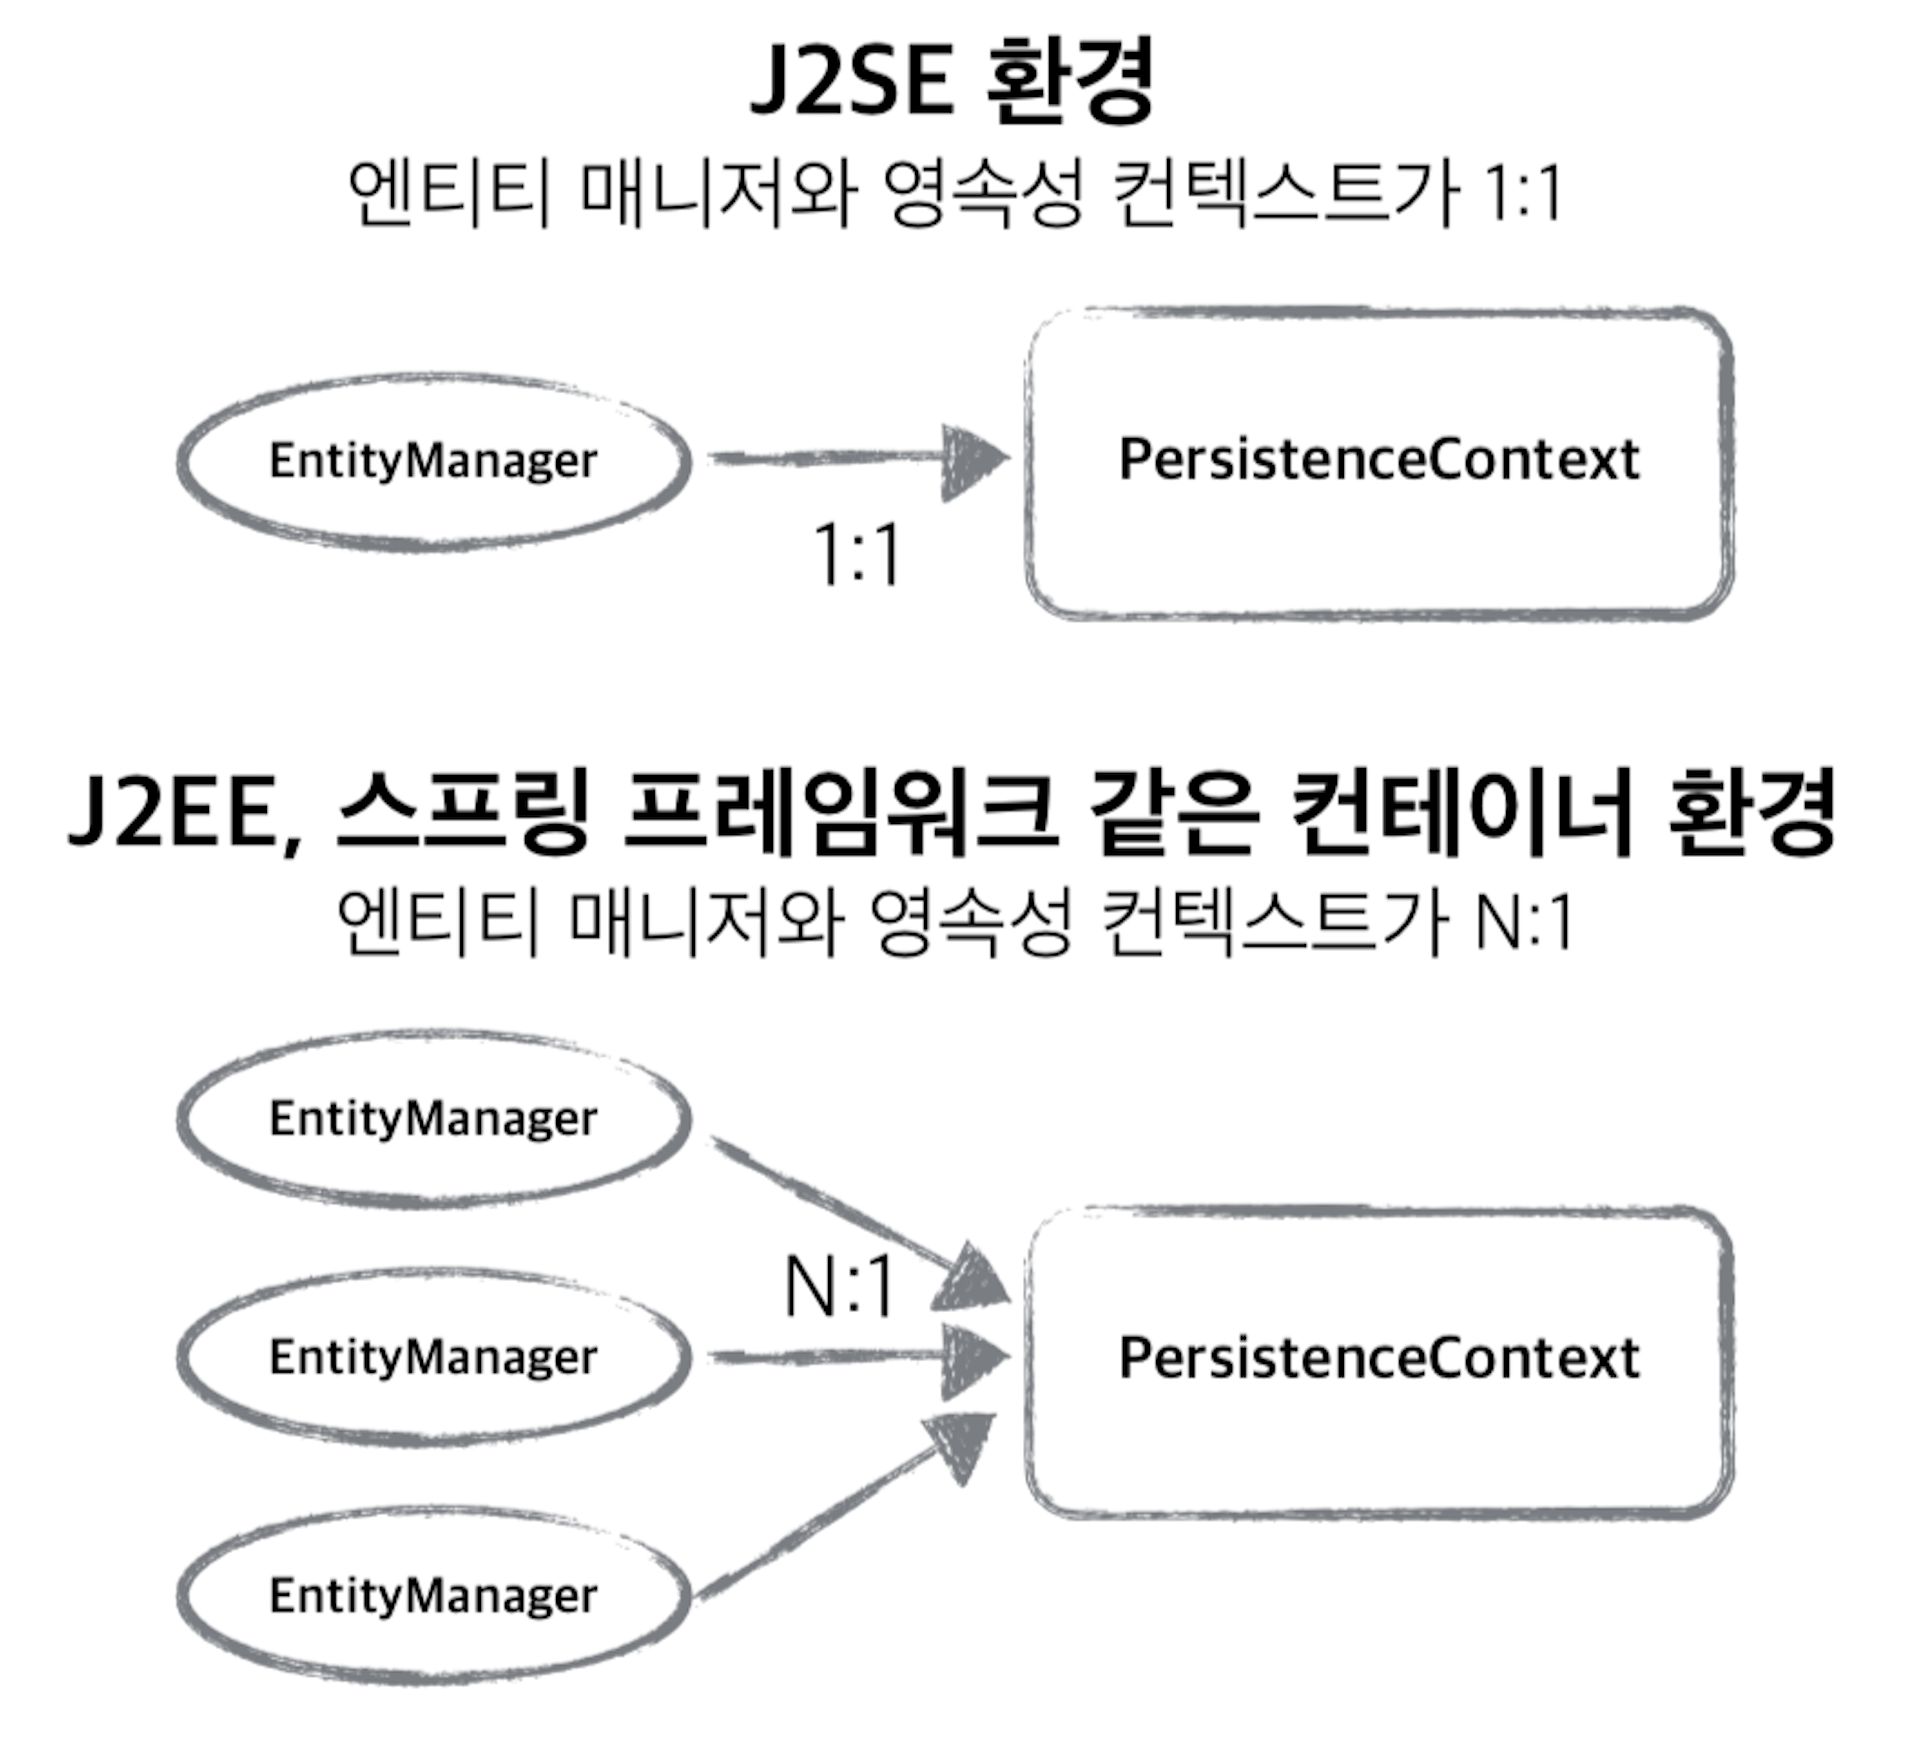 J2SE 환경
엔티티 매니저와 영속성 컨텍스트가 1:1
EntityManager
PersistenceContext
1:1
J2EE, 스프링 프레임워크 같은 컨테이너 환경
엔티티 매니저와 영속성 컨텍스트가 N:1
EntityManager
N:1
EntityManager
PersistenceContext
EntityManager